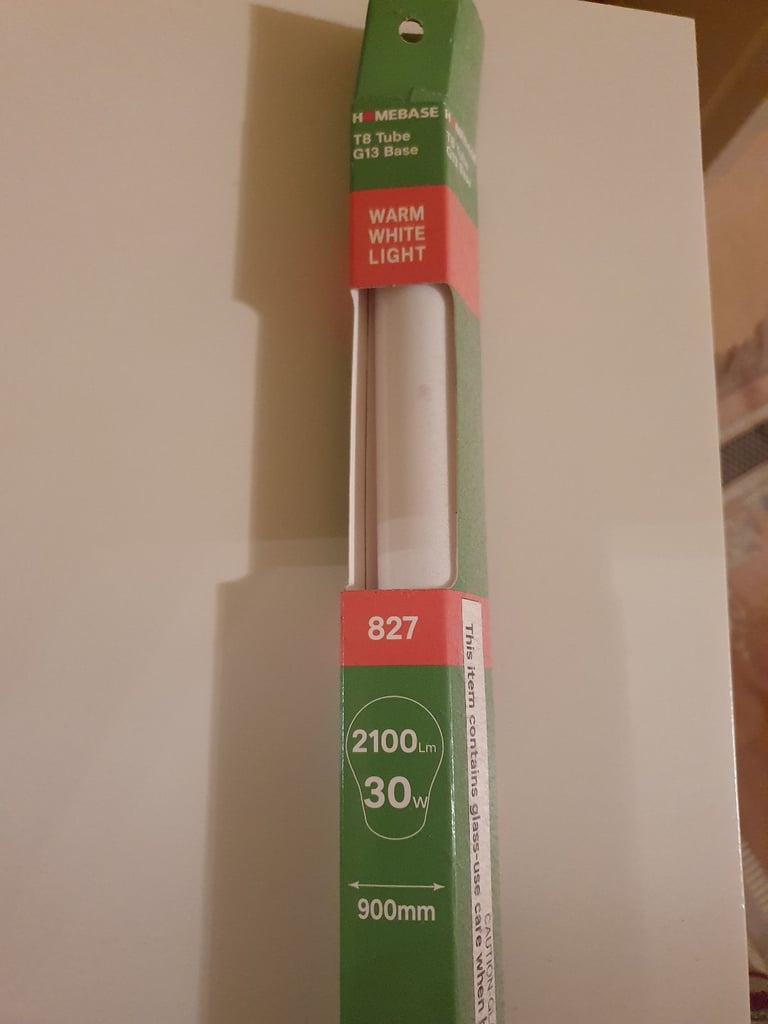 HOMEBASE
T8 Tube
G13 Base
WARM
WHITE
LIGHT
827
2100Lm
30W
900mm
This item contains glass-use care when
CAUTION